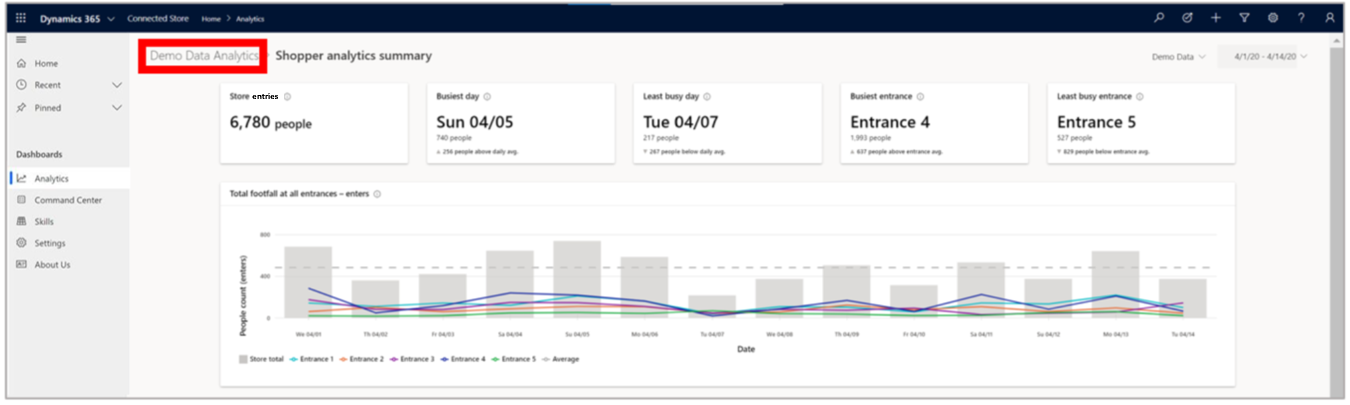 Dynamics 365 Connected Store Home > Analytics
Home
Recent
Pinned
Dashboards
Analytics
Command Center
Skills
Settings
About Us
Demo Data Analytics Shopper analytics summary
Demo Data 4/1/20 - 4/14/20
Store entries
6,780 people
Busiest day
Sun 04/05
740 people
256 people above daily avg.
Least busy day
Tue 04/07
217 people
267 people below daily avg.
Busiest entrance
Entrance 4
1,993 people
637 people above entrance avg.
Least busy entrance
Entrance 5
527 people
829 people below entrance avg.
Total footfall at all entrances – enters
People count (enters)
800
400
0
We 04/01 Th 04/02 Fr 04/03 Sa 04/04 Su 04/05 Mo 04/06 Tu 04/07 We 04/08 Th 04/09 Fr 04/10 Sa 04/11 Su 04/12 Mo 04/13 Tu 04/14
Date
Store total Entrance 1 Entrance 2 Entrance 3 Entrance 4 Entrance 5 Average